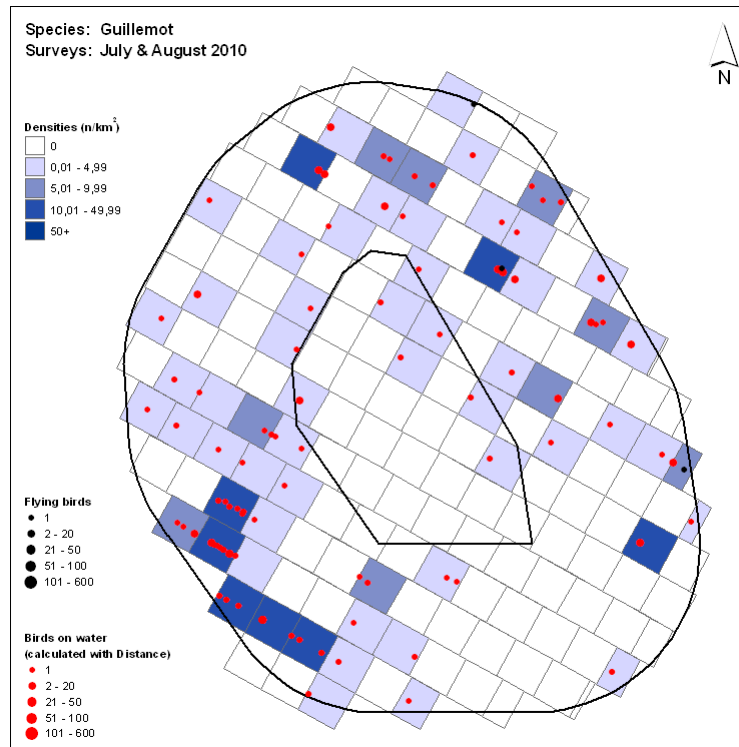 Species: Guillemot
Surveys: July & August 2010
N
Densities (n/km²)
0
0,01 - 4,99
5,01 - 9,99
10,01 - 49,99
50+
Flying birds
1
2 - 20
21 - 50
51 - 100
101 - 600
Birds on water
(calculated with Distance)
1
2 - 20
21 - 50
51 - 100
101 - 600